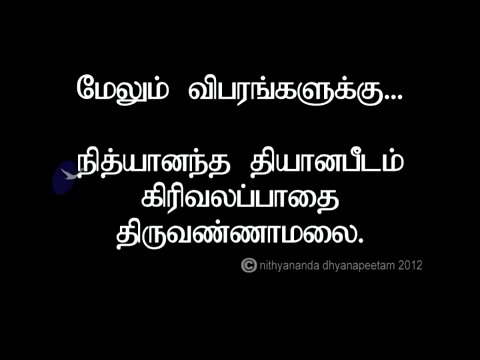 மேலும் விபரங்களுக்கு...
நித்யானந்த தியானபீடம்
கிரிவலப்பாதை
திருவண்ணாமலை.
© nithyananda dhyanapeetam 2012